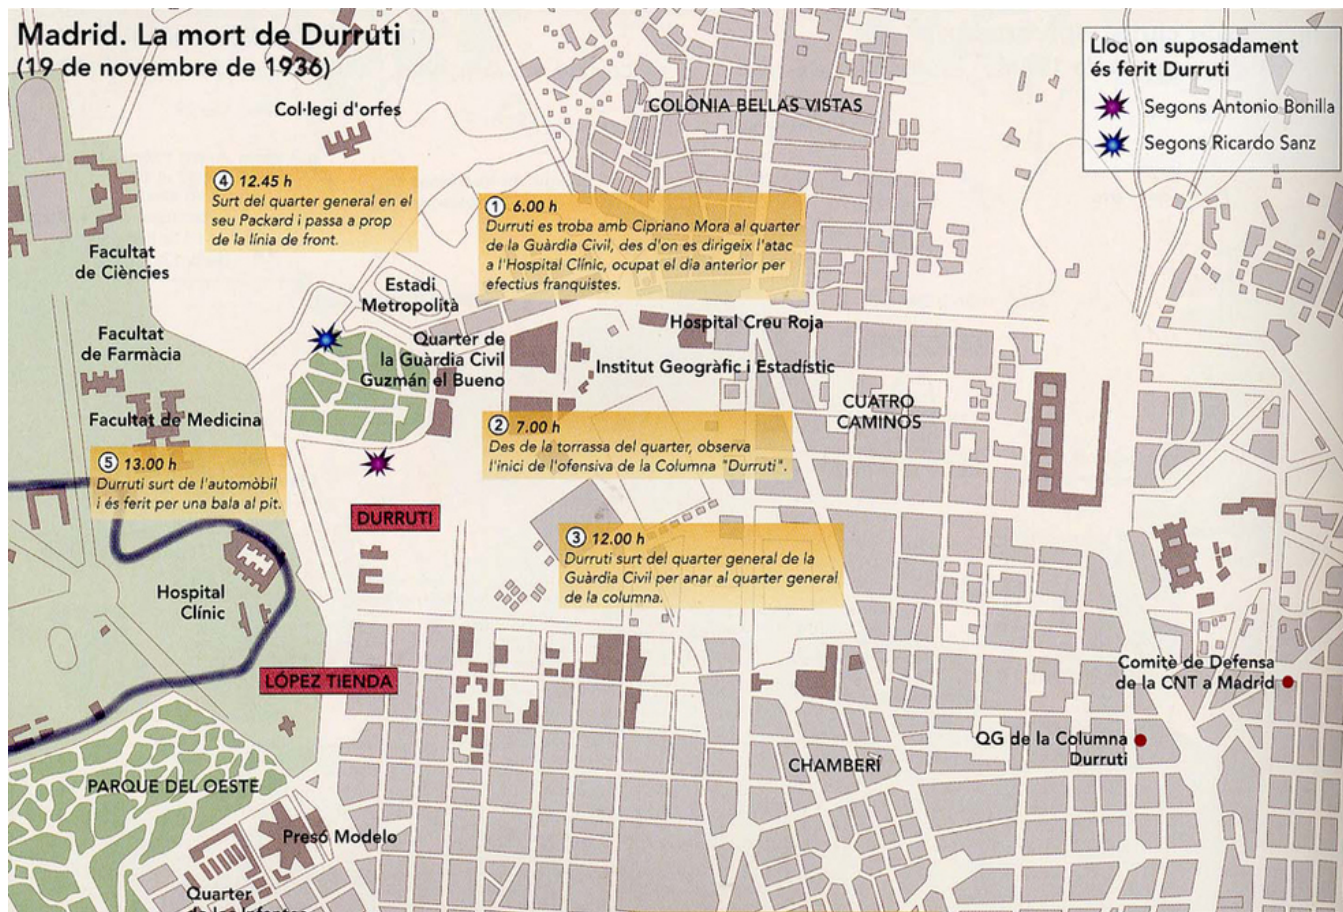 Madrid. La mort de Durruti
(19 de novembre de 1936)
Lloc on suposadament
és ferit Durruti
Segons Antonio Bonilla
Segons Ricardo Sanz
Col·legi d'orfes
COLÒNIA BELLAS VISTAS
④ 12.45 h
Surt del quarter general en el
seu Packard i passa a prop
de la línia de front.
① 6.00 h
Durruti es troba amb Cipriano Mora al quarter
de la Guàrdia Civil, des d'on es dirigeix l'atac
a l'Hospital Clínic, ocupat el dia anterior per
efectius franquistes.
Facultat
de Ciències
Estadi
Metropolità
Hospital Creu Roja
Facultat
de Farmàcia
Quarter de
la Guàrdia Civil
Guzmán el Bueno
Institut Geogràfic i Estadístic
CUATRO
CAMINOS
Facultat de Medicina
② 7.00 h
Des de la torrassa del quarter, observa
l'inici de l'ofensiva de la Columna "Durruti".
⑤ 13.00 h
Durruti surt de l'automòbil
i és ferit per una bala al pit.
DURRUTI
③ 12.00 h
Durruti surt del quarter general de la
Guàrdia Civil per anar al quarter general
de la columna.
Hospital
Clínic
LÓPEZ TIENDA
Comitè de Defensa
de la CNT a Madrid
QG de la Columna
Durruti
CHAMBERÍ
PARQUE DEL OESTE
Presó Modelo
Quarter